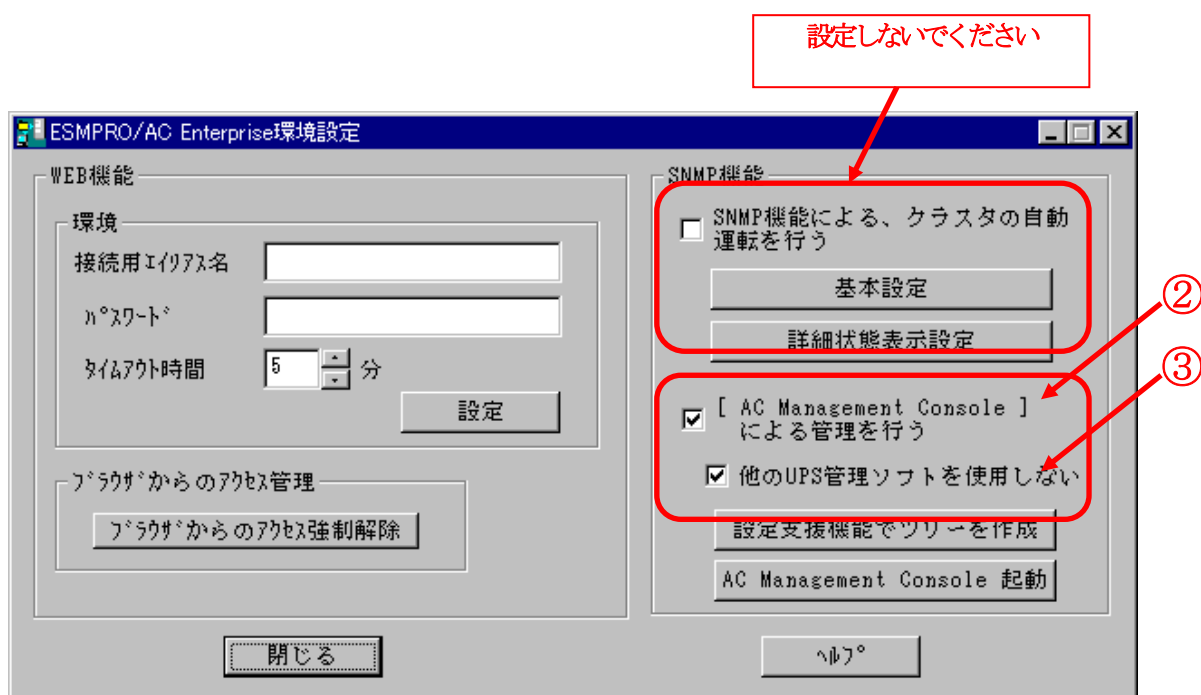 設定しないでください
ESMPRO/AC Enterprise環境設定
WEB機能
環境
接続用ｴｲﾘｱｽ名
ﾊﾟｽﾜｰﾄﾞ
ﾀｲﾑｱｳﾄ時間
5
分
設定
ﾌﾞﾗｳｻﾞからのｱｸｾｽ管理
ﾌﾞﾗｳｻﾞからのｱｸｾｽ強制解除
SNMP機能
SNMP機能による、クラスタの自動
運転を行う
基本設定
詳細状態表示設定
②
③
[ AC Management Console ]
による管理を行う
他のUPS管理ソフトを使用しない
設定支援機能でツリーを作成
AC Management Console 起動
閉じる
ﾍﾙﾌﾟ